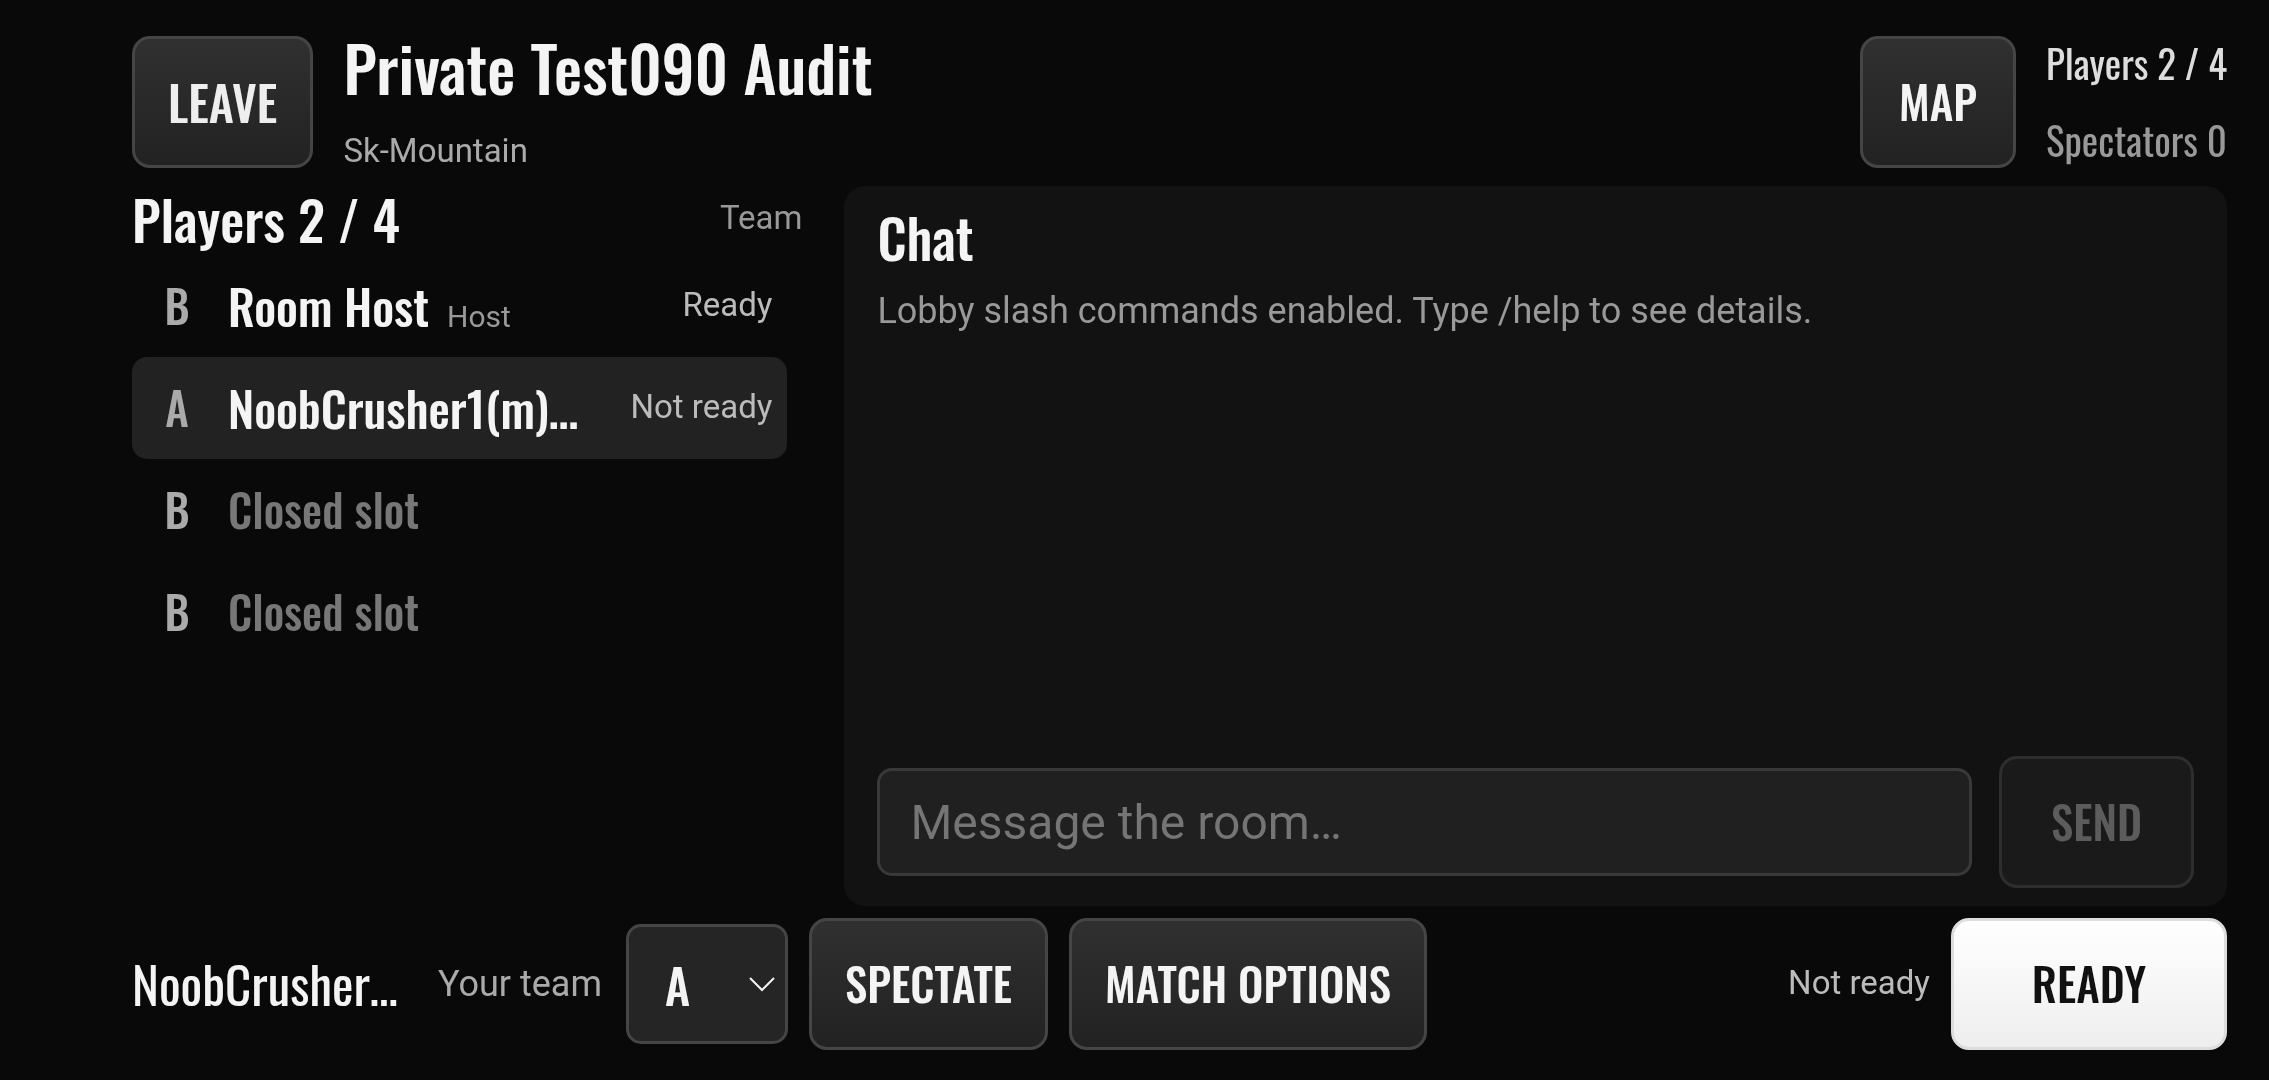 LEAVE
Private Test090 Audit
Sk-Mountain
MAP
Players 2 / 4
Spectators 0
Players 2 / 4 Team
B Room Host Host Ready
A NoobCrusher1(m)... Not ready
B Closed slot
B Closed slot
Chat
Lobby slash commands enabled. Type /help to see details.
Message the room...
SEND
NoobCrusher... Your team A SPECTATE MATCH OPTIONS Not ready READY